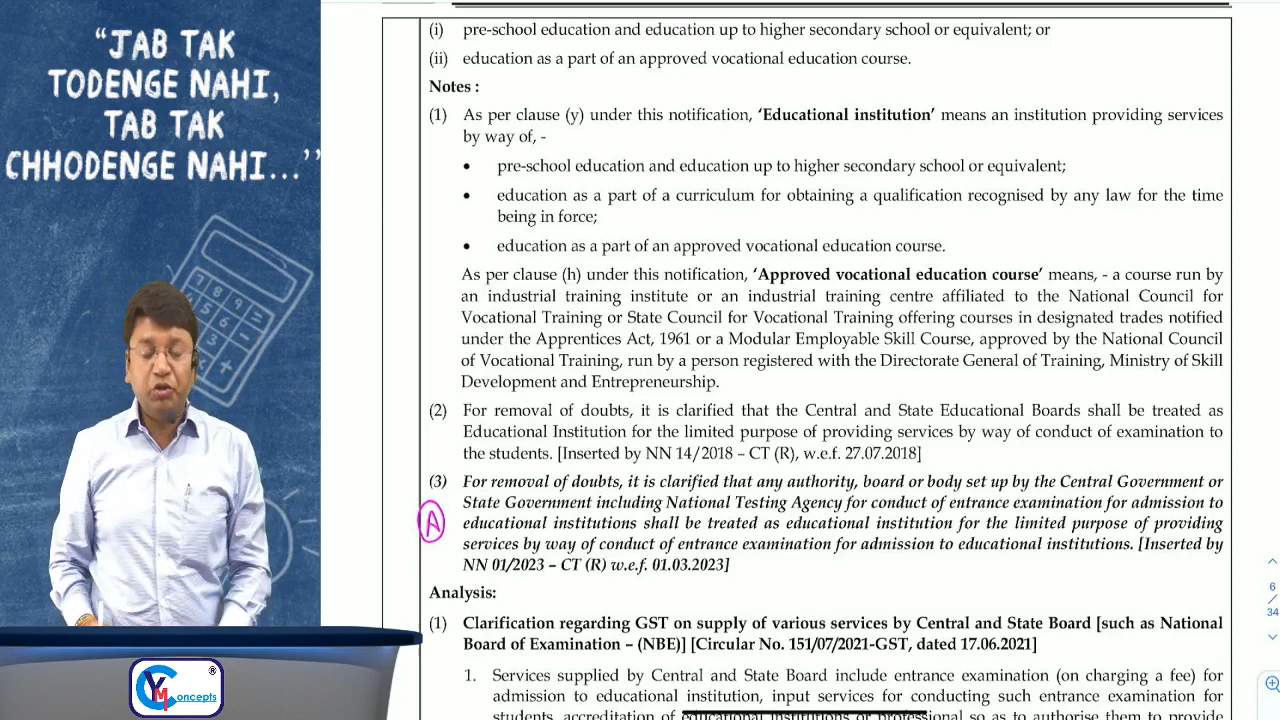 “JAB TAK
TODENGE NAHI,
TAB TAK
CHHODENGE NAHI...’’
(i) pre-school education and education up to higher secondary school or equivalent; or
(ii) education as a part of an approved vocational education course.
Notes :
(1) As per clause (y) under this notification, ‘Educational institution’ means an institution providing services
by way of, -
• pre-school education and education up to higher secondary school or equivalent;
• education as a part of a curriculum for obtaining a qualification recognised by any law for the time
being in force;
• education as a part of an approved vocational education course.
As per clause (h) under this notification, ‘Approved vocational education course’ means, - a course run by
an industrial training institute or an industrial training centre affiliated to the National Council for
Vocational Training or State Council for Vocational Training offering courses in designated trades notified
under the Apprentices Act, 1961 or a Modular Employable Skill Course, approved by the National Council
of Vocational Training, run by a person registered with the Directorate General of Training, Ministry of Skill
Development and Entrepreneurship.
(2) For removal of doubts, it is clarified that the Central and State Educational Boards shall be treated as
Educational Institution for the limited purpose of providing services by way of conduct of examination to
the students. [Inserted by NN 14/2018 – CT (R), w.e.f. 27.07.2018]
(3) For removal of doubts, it is clarified that any authority, board or body set up by the Central Government or
State Government including National Testing Agency for conduct of entrance examination for admission to
A educational institutions shall be treated as educational institution for the limited purpose of providing
services by way of conduct of entrance examination for admission to educational institutions. [Inserted by
NN 01/2023 – CT (R) w.e.f. 01.03.2023]
Analysis:
(1) Clarification regarding GST on supply of various services by Central and State Board [such as National
Board of Examination – (NBE)] [Circular No. 151/07/2021-GST, dated 17.06.2021]
1. Services supplied by Central and State Board include entrance examination (on charging a fee) for
admission to educational institution, input services for conducting such entrance examination for
students, accreditation of educational institutions or professional so as to authorise them to provide
6
/
34
YM Concepts ®